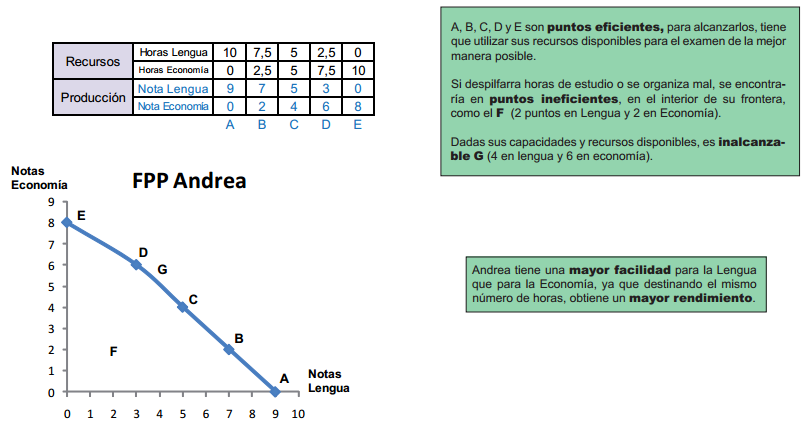 Recursos
Horas Lengua 10 7,5 5 2,5 0
Horas Economía 0 2,5 5 7,5 10
Producción
Nota Lengua 9 7 5 3 0
Nota Economía 0 2 4 6 8
A B C D E
A, B, C, D y E son puntos eficientes, para alcanzarlos, tiene
que utilizar sus recursos disponibles para el examen de la mejor
manera posible.
Si despilfarra horas de estudio o se organiza mal, se encontra-
ría en puntos ineficientes, en el interior de su frontera,
como el F (2 puntos en Lengua y 2 en Economía).
Dadas sus capacidades y recursos disponibles, es inalcanza-
ble G (4 en lengua y 6 en economía).
Notas
Economía
FPP Andrea
9
8
7
6
5
4
3
2
1
0
E
D
G
C
F
B
A
Notas
Lengua
0 1 2 3 4 5 6 7 8 9 10
Andrea tiene una mayor facilidad para la Lengua
que para la Economía, ya que destinando el mismo
número de horas, obtiene un mayor rendimiento.